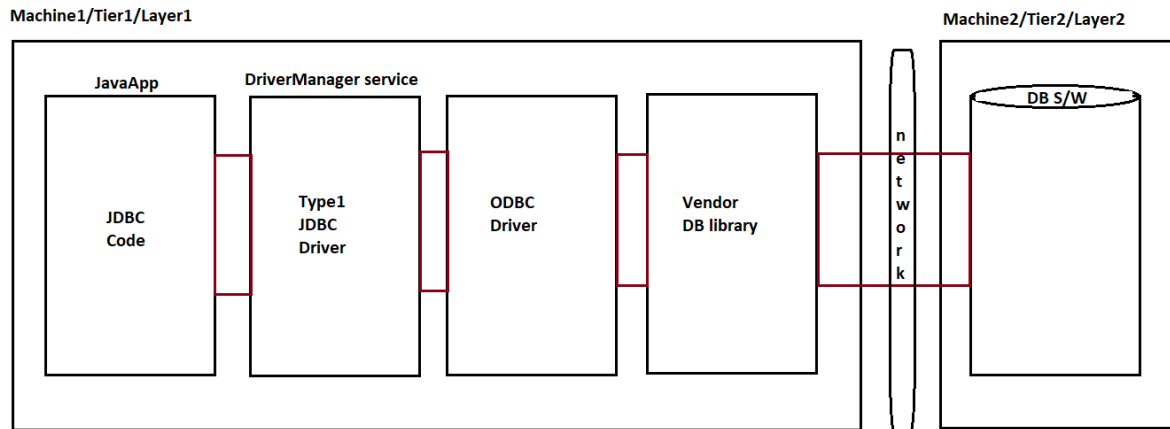 Machine1/Tier1/Layer1
Machine2/Tier2/Layer2
JavaApp
DriverManager service
DB S/W
JDBC
Code
Type1
JDBC
Driver
ODBC
Driver
Vendor
DB library
network